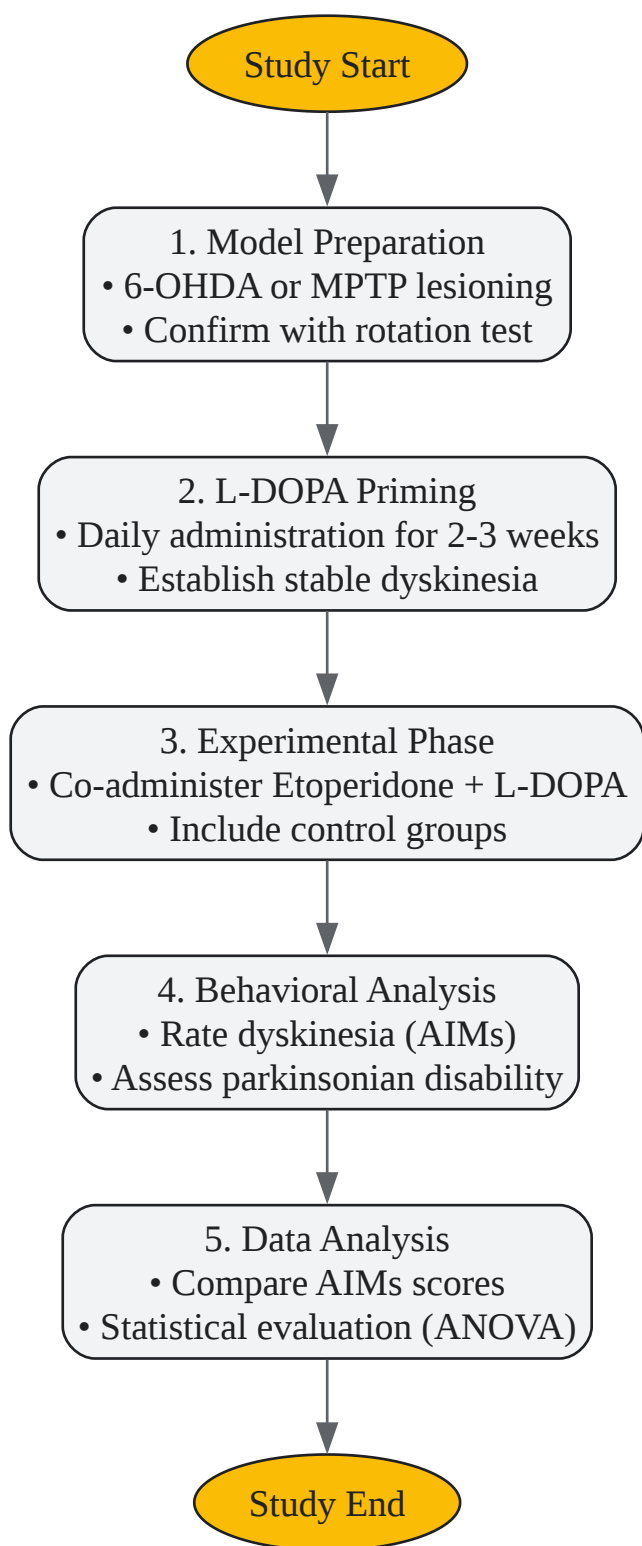 Study Start
1. Model Preparation
• 6-OHDA or MPTP lesioning
• Confirm with rotation test
2. L-DOPA Priming
• Daily administration for 2-3 weeks
• Establish stable dyskinesia
3. Experimental Phase
• Co-administer Etoperidone + L-DOPA
• Include control groups
4. Behavioral Analysis
• Rate dyskinesia (AIMs)
• Assess parkinsonian disability
5. Data Analysis
• Compare AIMs scores
• Statistical evaluation (ANOVA)
Study End